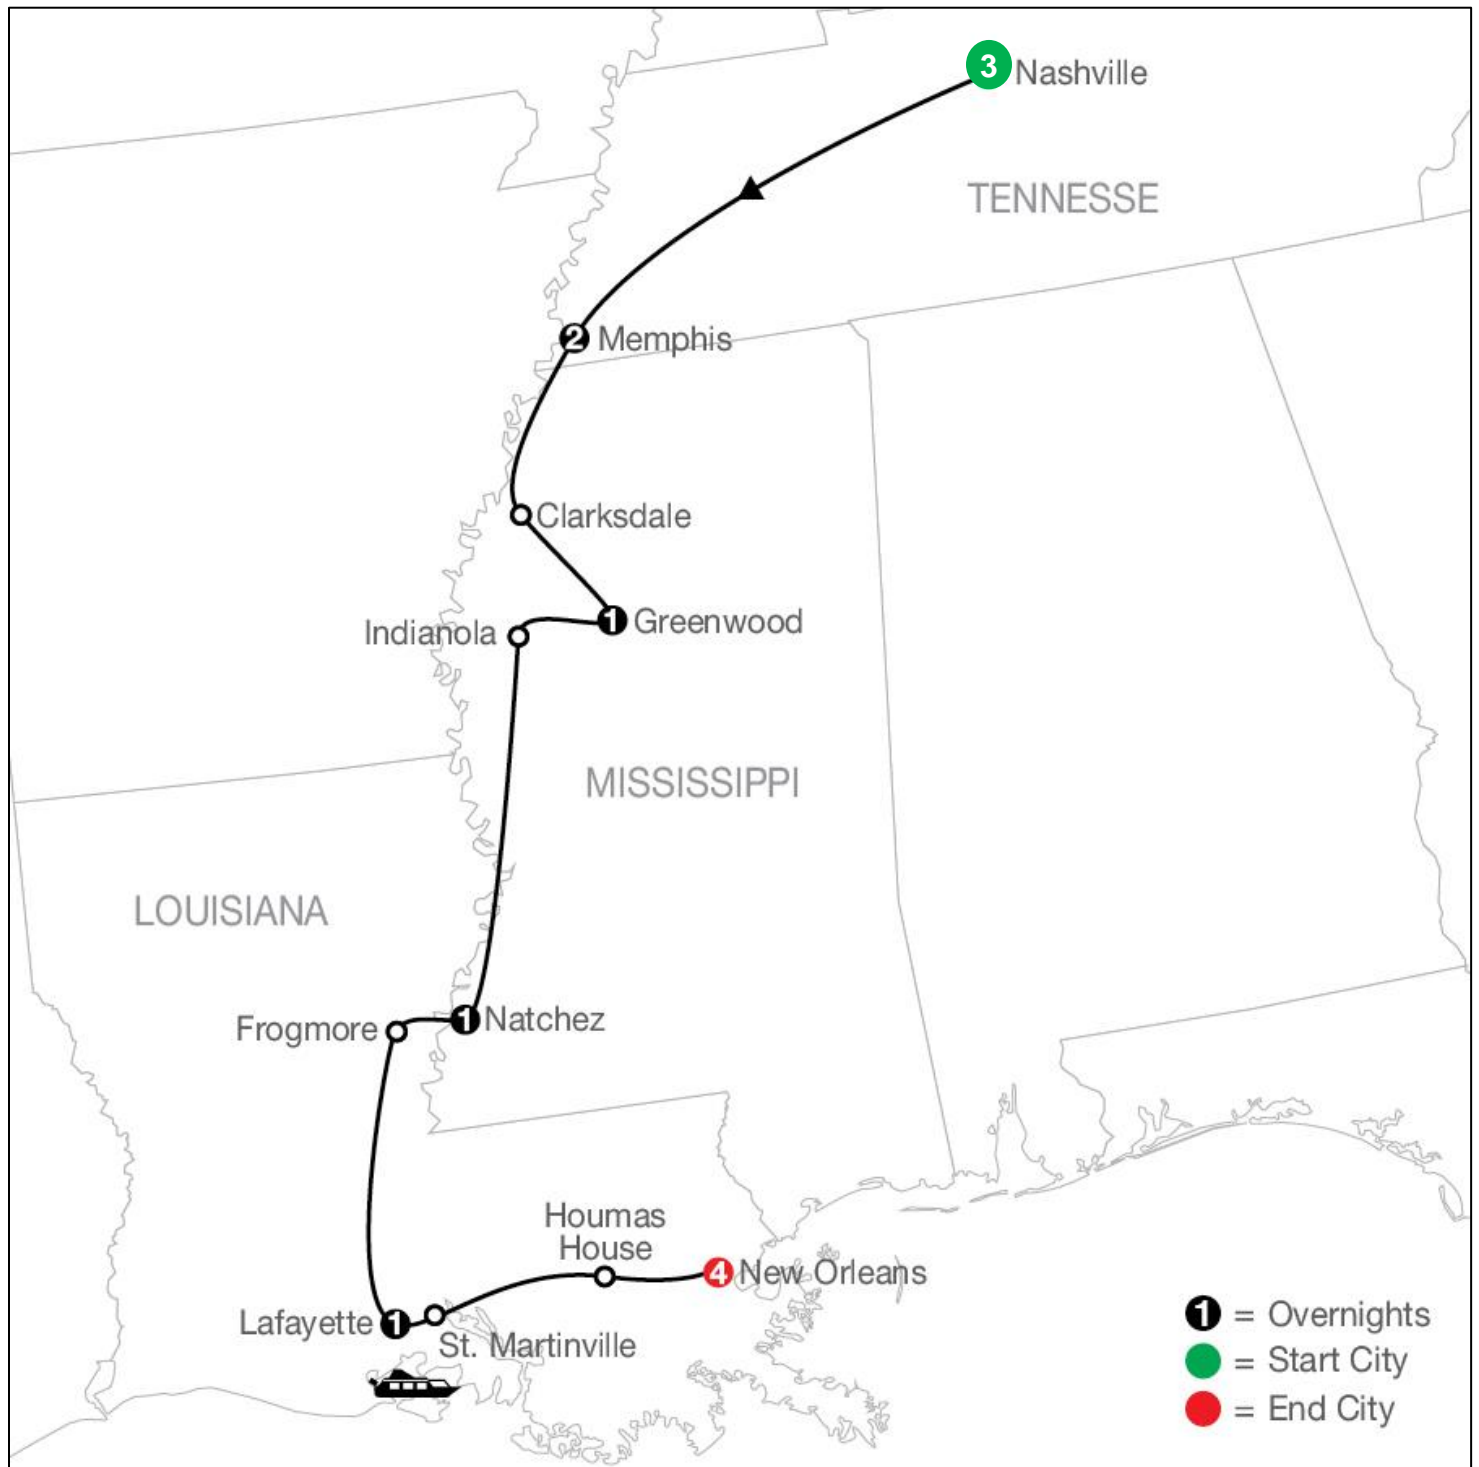 3 Nashville
TENNESSE
2 Memphis
Clarksdale
1 Greenwood
Indianola
MISSISSIPPI
LOUISIANA
1 Natchez
Frogmore
Houmas
House
4 New Orleans
Lafayette 1
St. Martinville
1 = Overnights
= Start City
= End City